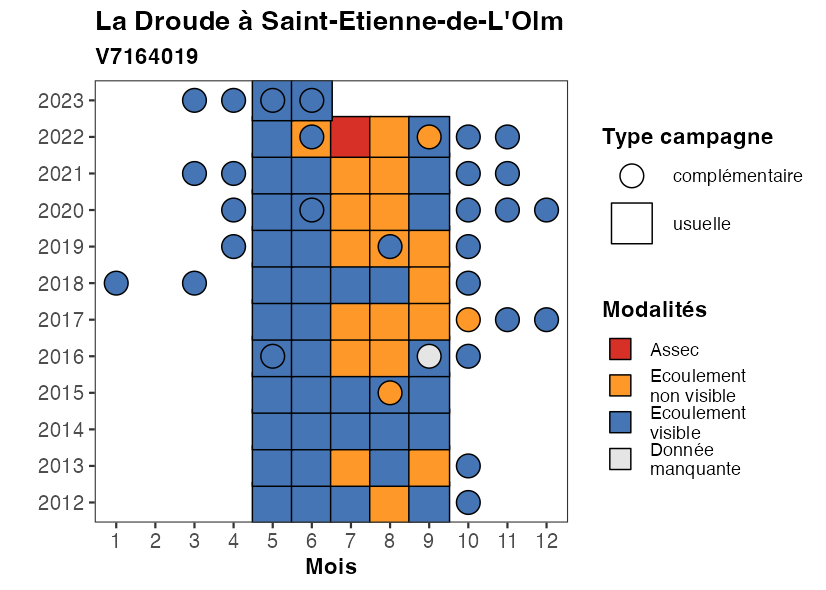 La Droude à Saint-Etienne-de-L'Olm
V7164019
2023
2022
2021
2020
2019
2018
2017
2016
2015
2014
2013
2012
1 2 3 4 5 6 7 8 9 10 11 12
Mois
Type campagne
complémentaire
usuelle
Modalités
Assec
Ecoulement
non visible
Ecoulement
visible
Donnée
manquante